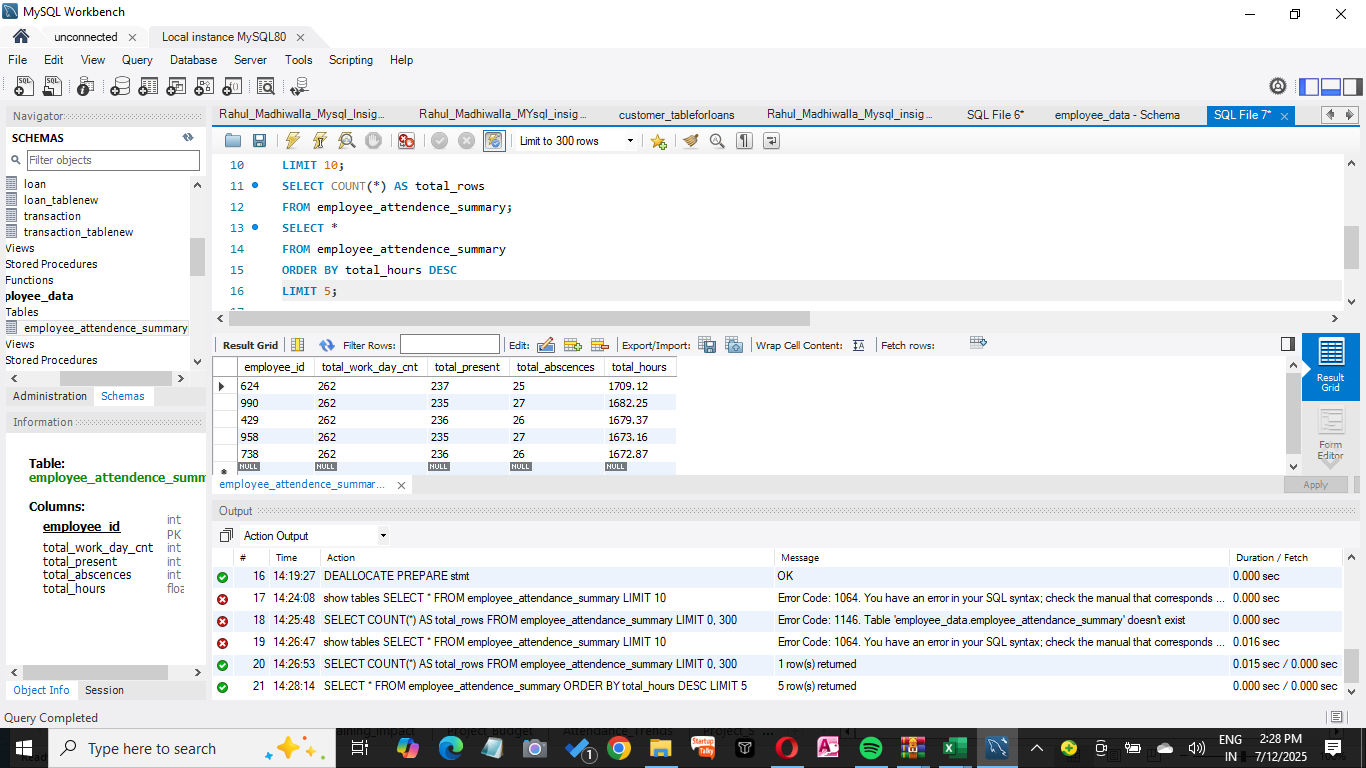 MySQL Workbench
unconnected
Local instance MySQL80
File Edit View Query Database Server Tools Scripting Help
Navigator
SCHEMAS
Filter objects
loan
loan_tablenew
transaction
transaction_tablenew
Views
Stored Procedures
Functions
ployee_data
Tables
employee_attendence_summary
Views
Stored Procedures
Administration Schemas
Information
Table:
employee_attendence_summ
Columns:
employee_id int PK
total_work_day_cnt int
total_present int
total_abscences int
total_hours floa
Object Info Session
Query Completed
Rahul_Madhiwalla_Mysql_Insig... Rahul_Madhiwalla_MYsql_insig... customer_tableforloans Rahul_Madhiwalla_Mysql_insig... SQL File 6* employee_data - Schema SQL File 7*
Limit to 300 rows
10 LIMIT 10;
11 SELECT COUNT(*) AS total_rows
12 FROM employee_attendence_summary;
13 SELECT *
14 FROM employee_attendence_summary
15 ORDER BY total_hours DESC
16 LIMIT 5;
Result Grid Filter Rows: Edit: Export/Import: Wrap Cell Content: Fetch rows:
employee_id total_work_day_cnt total_present total_abscences total_hours
624 262 237 25 1709.12
990 262 235 27 1682.25
429 262 236 26 1679.37
958 262 235 27 1673.16
738 262 236 26 1672.87
NULL NULL NULL NULL NULL
Result Grid
Form Editor
employee_attendence_summar...
Apply
Output
Action Output
# Time Action Message Duration / Fetch
16 14:19:27 DEALLOCATE PREPARE stmt OK 0.000 sec
17 14:24:08 show tables SELECT * FROM employee_attendance_summary LIMIT 10 Error Code: 1064. You have an error in your SQL syntax; check the manual that corresponds ... 0.000 sec
18 14:25:48 SELECT COUNT(*) AS total_rows FROM employee_attendance_summary LIMIT 0, 300 Error Code: 1146. Table 'employee_data.employee_attendance_summary' doesn't exist 0.000 sec
19 14:26:47 show tables SELECT * FROM employee_attendence_summary LIMIT 10 Error Code: 1064. You have an error in your SQL syntax; check the manual that corresponds ... 0.016 sec
20 14:26:53 SELECT COUNT(*) AS total_rows FROM employee_attendence_summary LIMIT 0, 300 1 row(s) returned 0.015 sec / 0.000 sec
21 14:28:14 SELECT * FROM employee_attendence_summary ORDER BY total_hours DESC LIMIT 5 5 row(s) returned 0.000 sec / 0.000 sec
Type here to search
ENG
IN
2:28 PM
7/12/2025